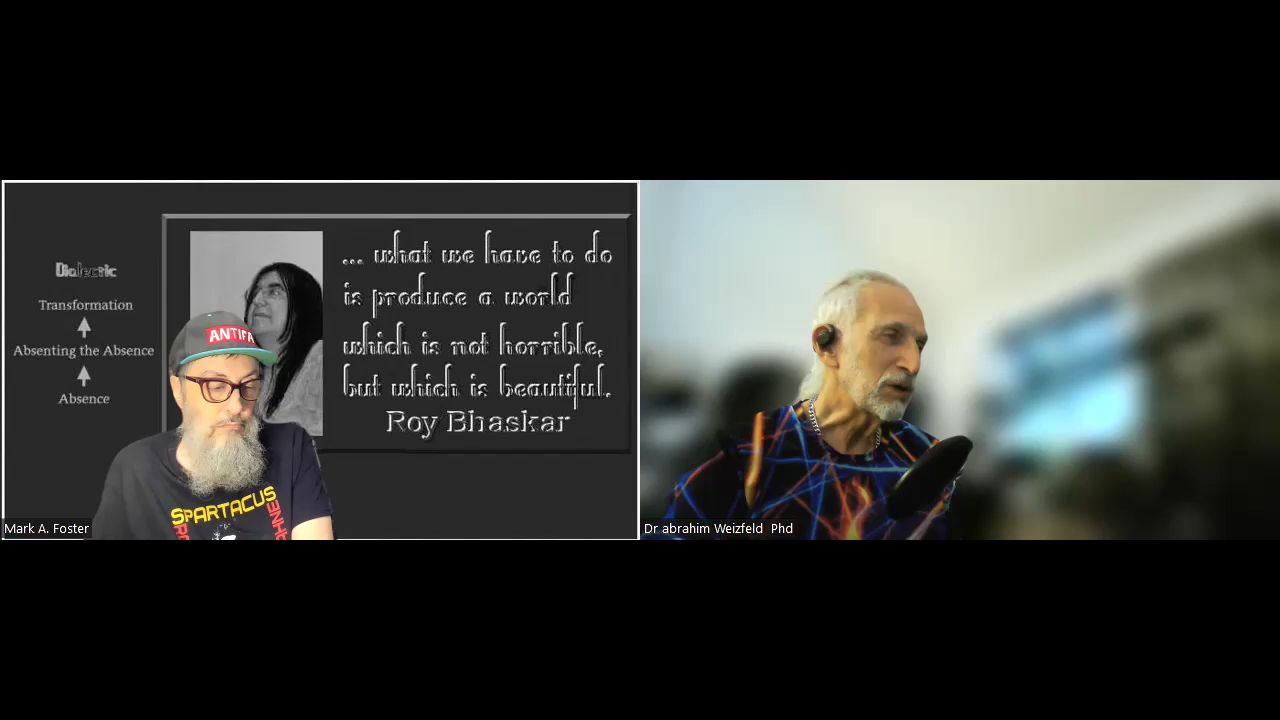 Dialectic
Transformation
Absenting the Absence
Absence
... what we have to do
is produce a world
which is not horrible,
but which is beautiful.
Roy Bhaskar
ANTIFA
SPARTACUS
Mark A. Foster
Dr abrahim Weizfeld Phd